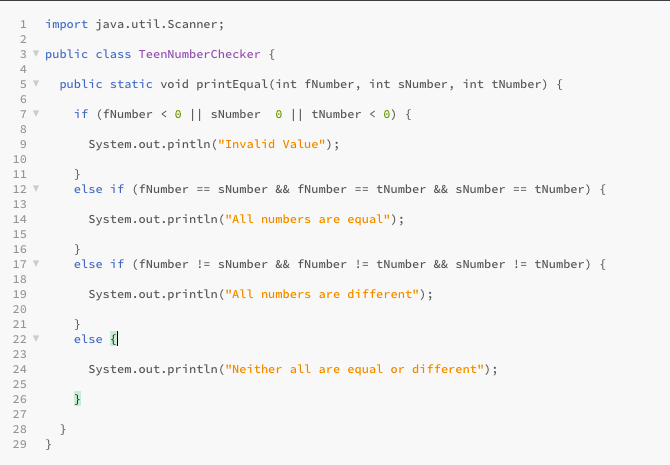 1 import java.util.Scanner;
2
3 public class TeenNumberChecker {
4
5 public static void printEqual(int fNumber, int sNumber, int tNumber) {
6
7 if (fNumber < 0 || sNumber  0 || tNumber < 0) {
8
9 System.out.pintln("Invalid Value");
10
11 }
12 else if (fNumber == sNumber && fNumber == tNumber && sNumber == tNumber) {
13
14 System.out.println("All numbers are equal");
15
16 }
17 else if (fNumber != sNumber && fNumber != tNumber && sNumber != tNumber) {
18
19 System.out.println("All numbers are different");
20
21 }
22 else {
23
24 System.out.println("Neither all are equal or different");
25
26 }
27
28 }
29 }